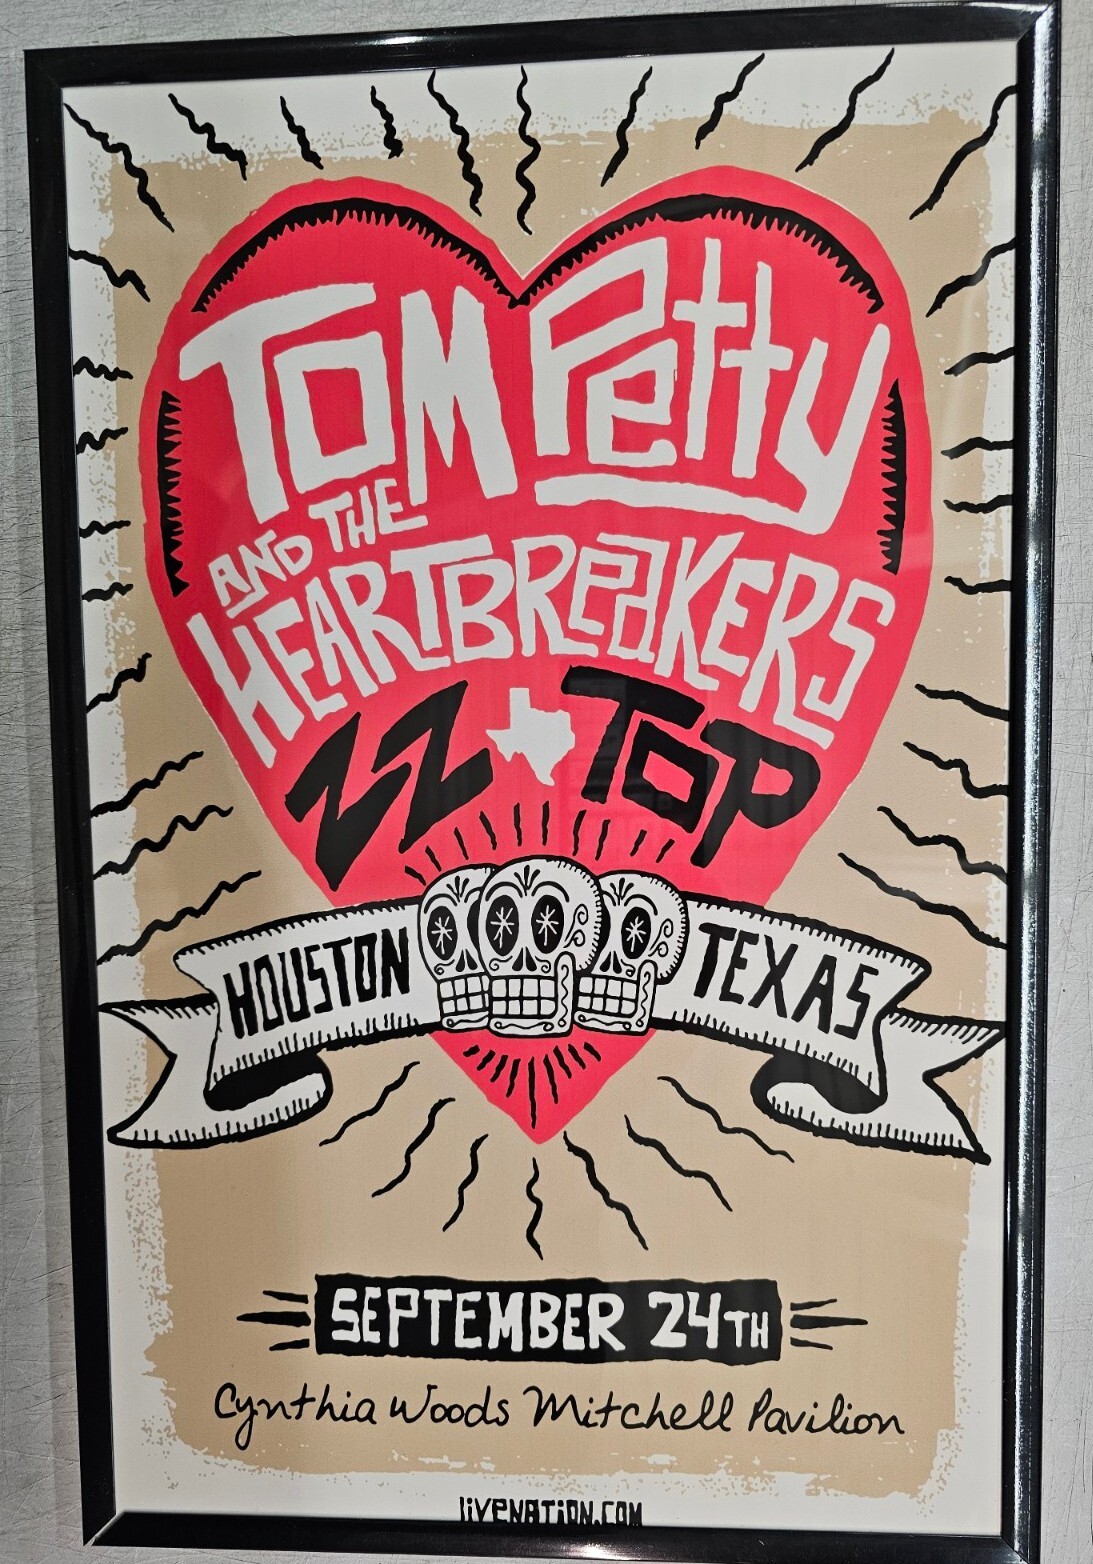 TOM Petty
AND THE
HEARTBReaKERS
ZZ TOP
HOUSTON TEXAS
SEPTEMBER 24TH
Cynthia Woods Mitchell Pavilion
liVeNATiON.COM